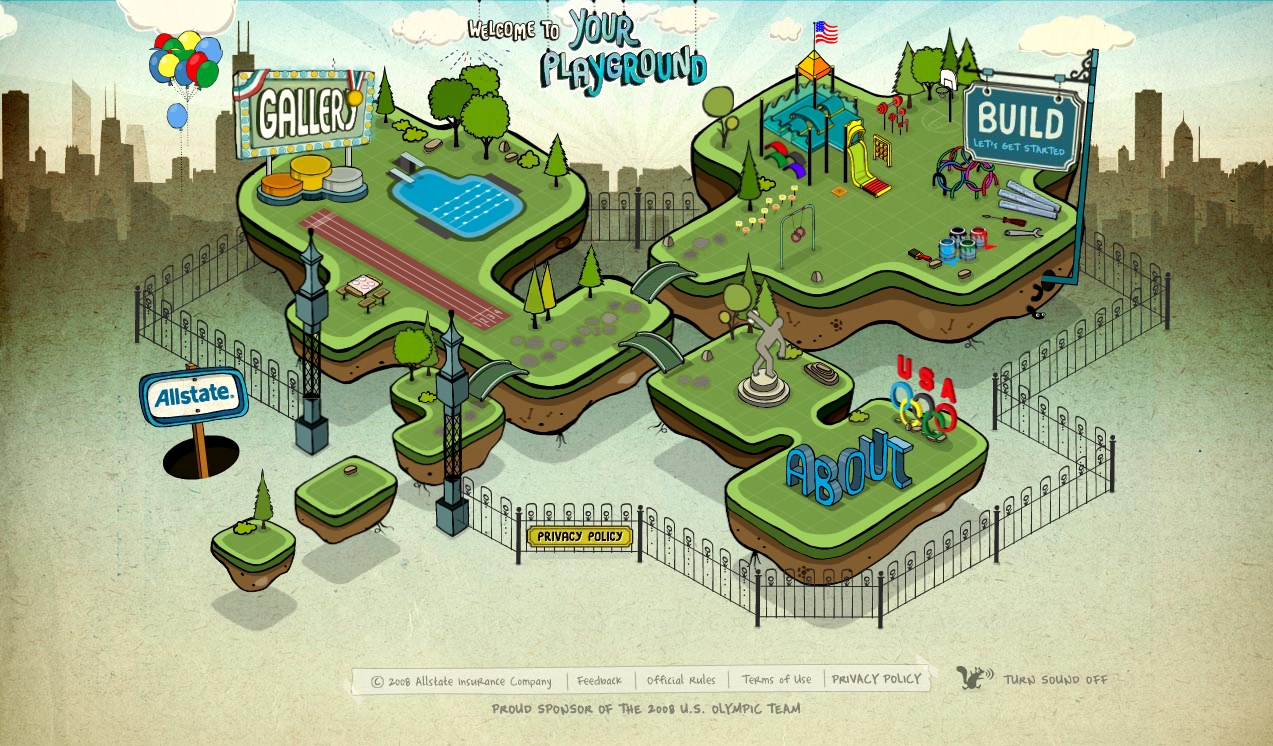 WELCOME TO YOUR
PLAYGROUND
GALLERY
BUILD
LET'S GET STARTED
Allstate.
USA
ABOUT
PRIVACY POLICY
© 2008 Allstate Insurance Company | Feedback | Official Rules | Terms of Use | PRIVACY POLICY
TURN SOUND OFF
PROUD SPONSOR OF THE 2008 U.S. OLYMPIC TEAM